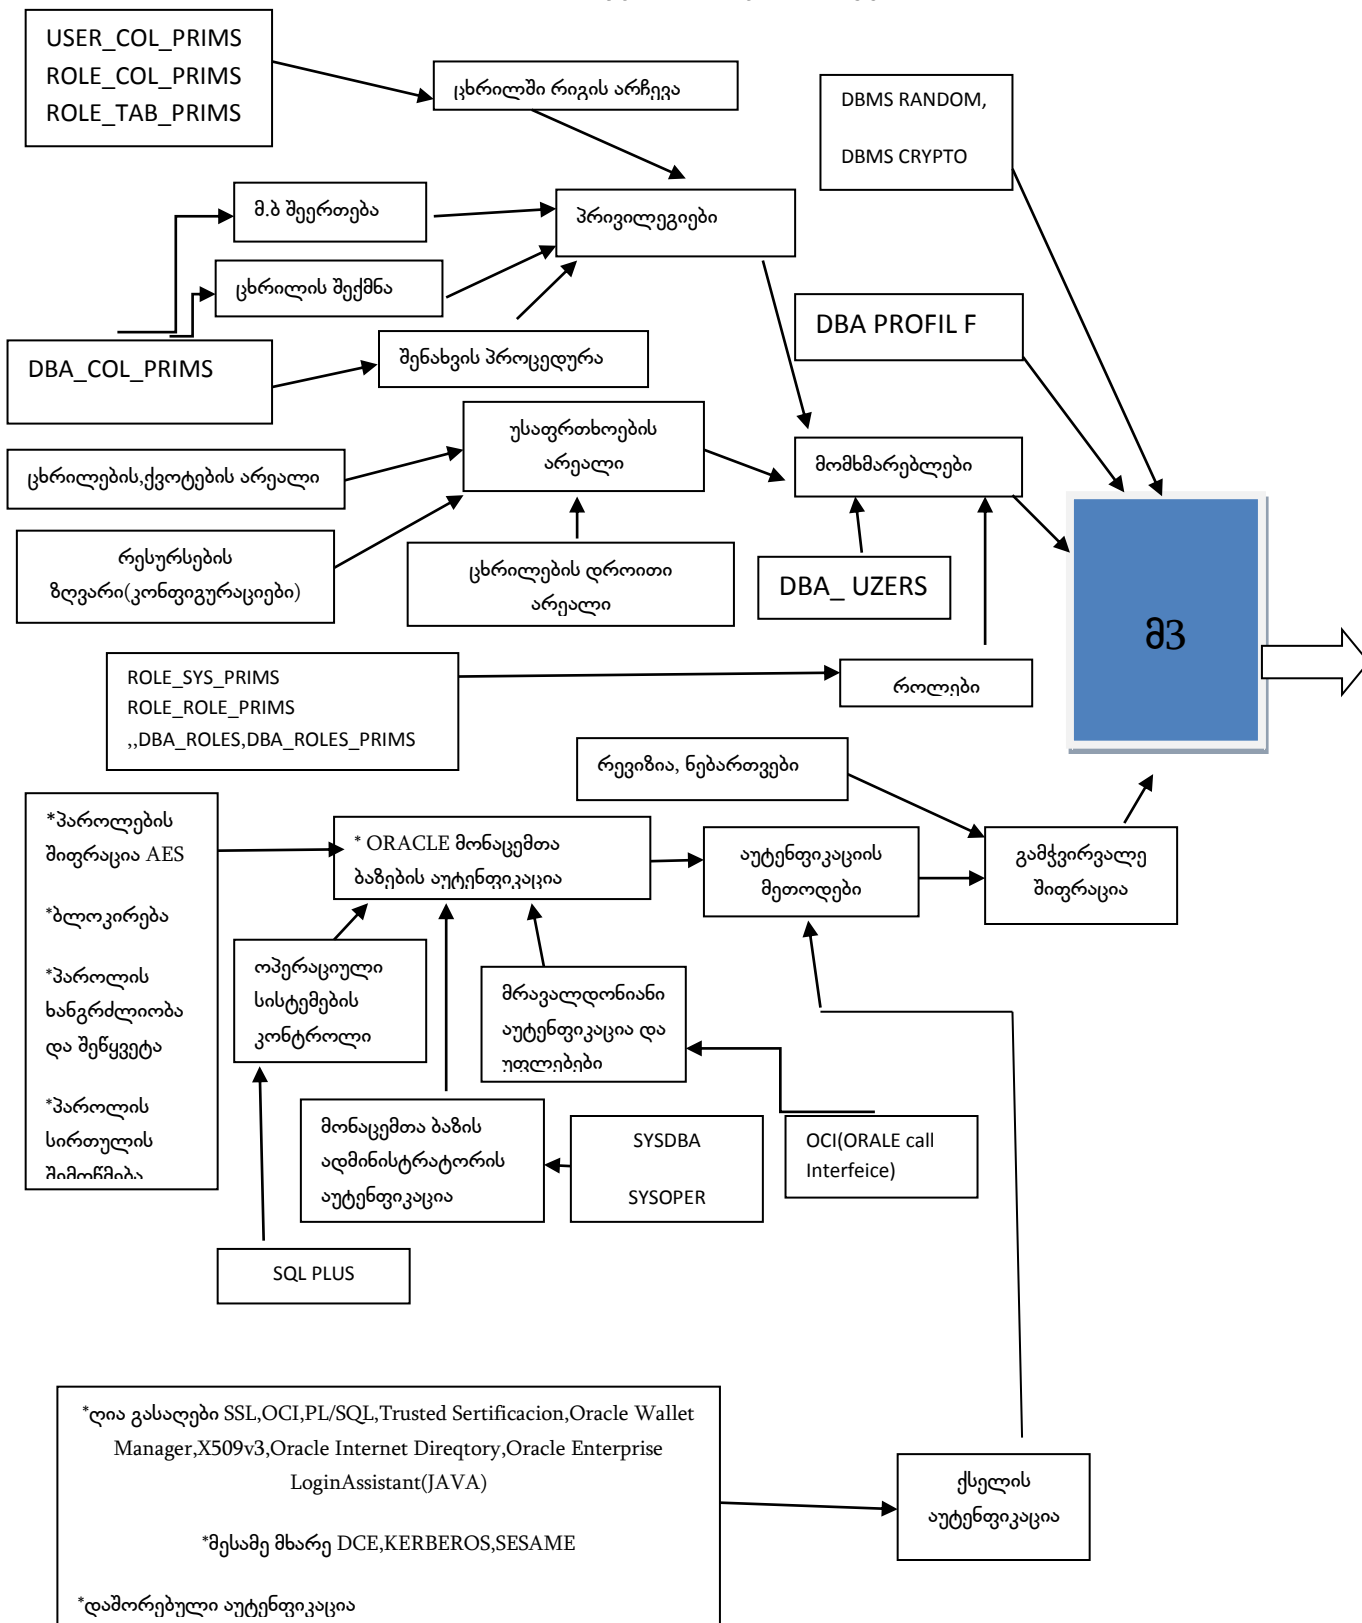 USER_COL_PRIMS
ROLE_COL_PRIMS
ROLE_TAB_PRIMS
ცხრილში რიგის არჩევა
DBMS RANDOM,
DBMS CRYPTO
მ.ბ შეერთება
პრივილეგიები
ცხრილის შექმნა
DBA PROFIL F
შენახვის პროცედურა
DBA_COL_PRIMS
უსაფრთხოების
არეალი
მომხმარებლები
ცხრილების,ქვოტების არეალი
რესურსების
ზღვარი(კონფიგურაციები)
ცხრილების დროითი
არეალი
DBA_ UZERS
მ3
ROLE_SYS_PRIMS
ROLE_ROLE_PRIMS
,,DBA_ROLES,DBA_ROLES_PRIMS
როლები
რევიზია, ნებართვები
*პაროლების
შიფრაცია AES
*ბლოკირება
*პაროლის
ხანგრძლიობა
და შეწყვეტა
*პაროლის
სირთულის
შემოწმება
* ORACLE მონაცემთა
ბაზების აუტენფიკაცია
აუტენფიკაციის
მეთოდები
გამჭვირვალე
შიფრაცია
ოპერაციული
სისტემების
კონტროლი
მრავალდონიანი
აუტენფიკაცია და
უფლებები
მონაცემთა ბაზის
ადმინისტრატორის
აუტენფიკაცია
SYSDBA
SYSOPER
OCI(ORALE call
Interfeice)
SQL PLUS
*ღია გასაღები SSL,OCI,PL/SQL,Trusted Sertificacion,Oracle Wallet
Manager,X509v3,Oracle Internet Direqtory,Oracle Enterprise
LoginAssistant(JAVA)
*მესამე მხარე DCE,KERBEROS,SESAME
*დაშორებული აუტენფიკაცია
ქსელის
აუტენფიკაცია